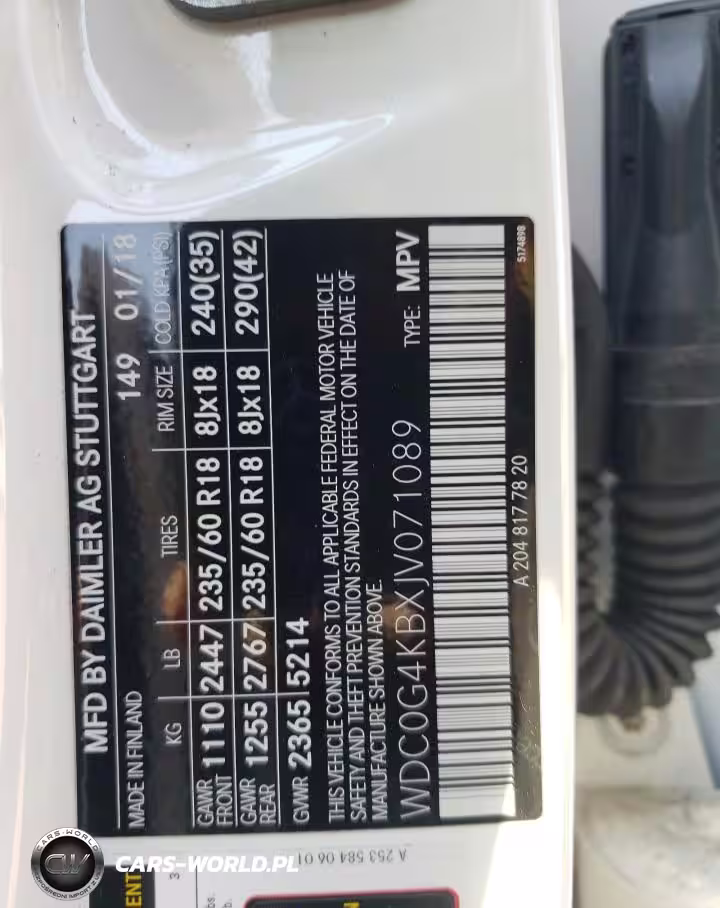 MFD BY DAIMLER AG STUTTGART
MADE IN FINLAND 149 01/18
KG LB TIRES RIM SIZE COLD KPA(PSI)
GAWR FRONT 1110 2447 235/60 R18 8Jx18 240(35)
GAWR REAR 1255 2767 235/60 R18 8Jx18 290(42)
GVWR 2365 5214
THIS VEHICLE CONFORMS TO ALL APPLICABLE FEDERAL MOTOR VEHICLE
SAFETY AND THEFT PREVENTION STANDARDS IN EFFECT ON THE DATE OF
MANUFACTURE SHOWN ABOVE.
WDC0G4KBXJV071089 TYPE: MPV
A 204 817 78 20
5174898
A 253 584 06 01
ENT
3
CARS-WORLD
CARS-WORLD.PL